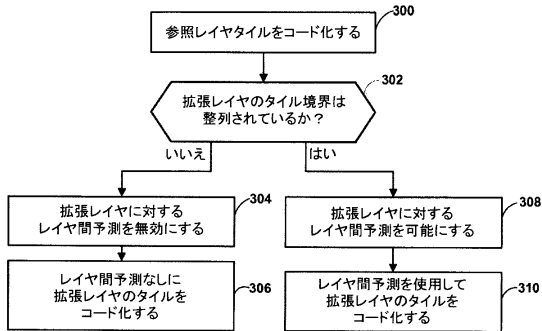 300
参照レイヤタイルをコード化する
302
拡張レイヤのタイル境界は
整列されているか？
いいえ
はい
304
拡張レイヤに対する
レイヤ間予測を無効にする
308
拡張レイヤに対する
レイヤ間予測を可能にする
306
レイヤ間予測なしに
拡張レイヤのタイルを
コード化する
310
レイヤ間予測を使用して
拡張レイヤのタイルを
コード化する